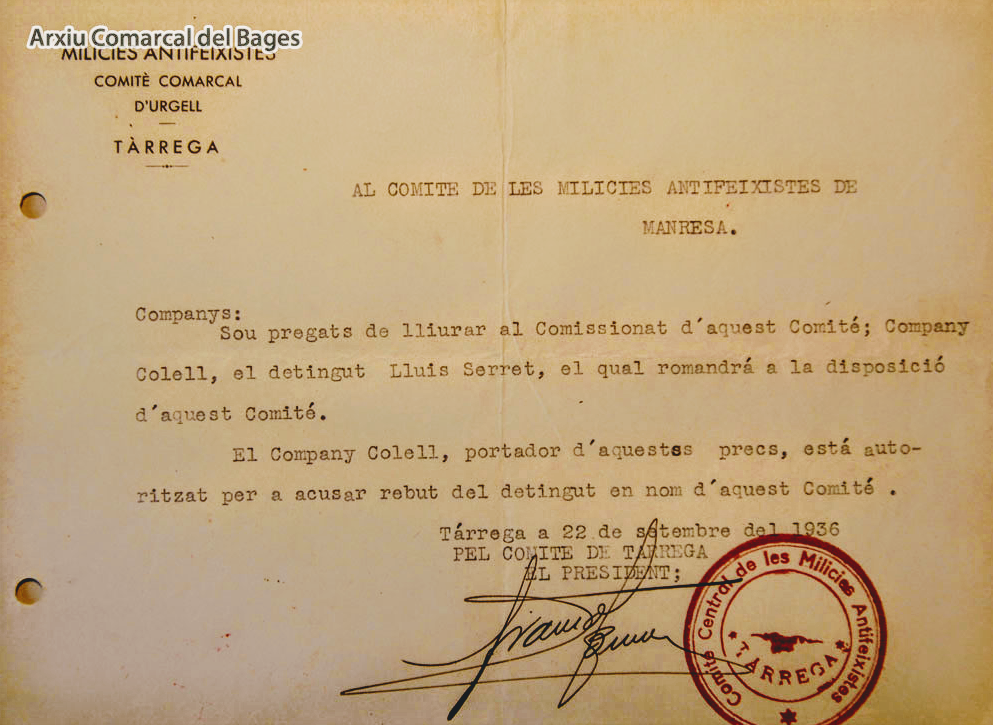 Arxiu Comarcal del Bages
MILICIES ANTIFEIXISTES
COMITÈ COMARCAL
D'URGELL
TÀRREGA
AL COMITE DE LES MILICIES ANTIFEIXISTES DE
MANRESA.
Companys:
Sou pregats de lliurar al Comissionat d'aquest Comité; Company
Colell, el detingut Lluis Serret, el qual romandrá a la disposició
d'aquest Comité.
El Company Colell, portador d'aquestes precs, está auto-
ritzat per a acusar rebut del detingut en nom d'aquest Comité .
Tárrega a 22 de setembre del 1936
PEL COMITE DE TARREGA
EL PRESIDENT;
Comite Central de les Milicies Antifeixistes
TÀRREGA